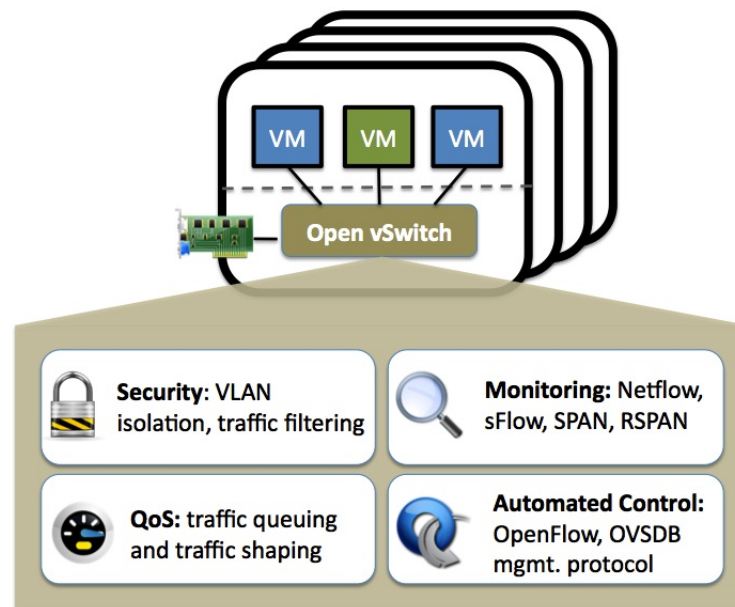 VM
VM
VM
Open vSwitch
Security: VLAN
isolation, traffic filtering
Monitoring: Netflow,
sFlow, SPAN, RSPAN
QoS: traffic queuing
and traffic shaping
Automated Control:
OpenFlow, OVSDB
mgmt. protocol